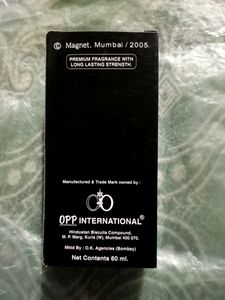 © Magnet, Mumbai / 2005.
PREMIUM FRAGRANCE WITH
LONG LASTING STRENGTH.
Manufactured & Trade Mark owned by :
OPP INTERNATIONAL®
Hindustan Biscuits Compound,
M. P. Marg, Kurla (W), Mumbai 400 070.
Mktd By : O.K. Agencies (Bombay)
Net Contents 60 ml.